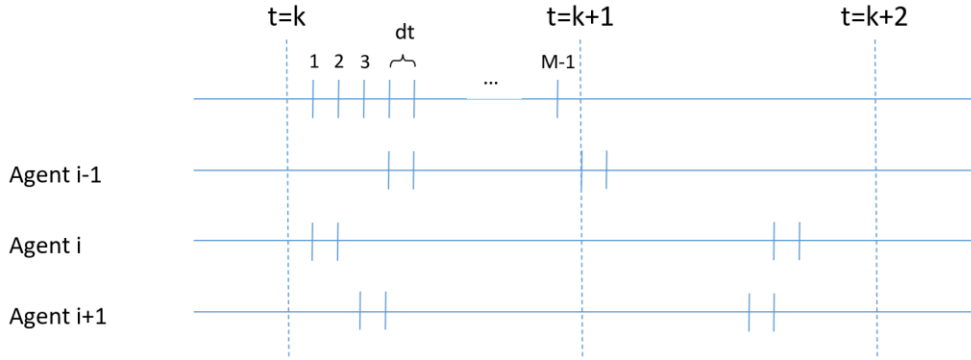 t=k t=k+1 t=k+2
dt
1 2 3 ... M-1
Agent i-1
Agent i
Agent i+1